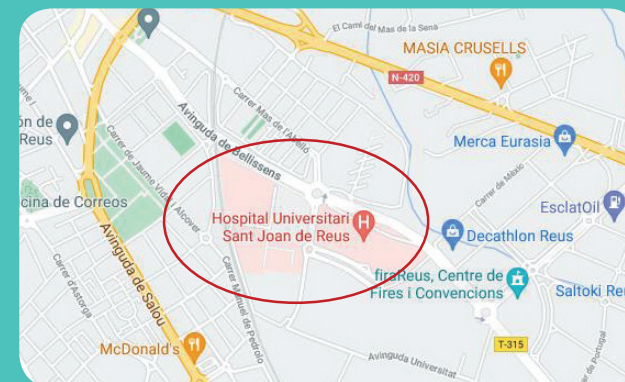 El Camí del Mas de la Sena
MASIA CRUSELLS
N-420
Carrer Mas de l'Abelló
Avinguda de Bellissens
ón de
Reus
Merca Eurasia
Carrer de Jaume Vidal i Alcover
Carrer de Mèxic
cina de Correos
EsclatOil
Hospital Universitari
Sant Joan de Reus
H
Decathlon Reus
Avinguda de Salou
Carrer d'Astorga
Carrer Manuel de Pedrolo
firaReus, Centre de
Fires i Convencions
Saltoki Reu
McDonald's
T-315
Avinguda Universitat
r de Portugal